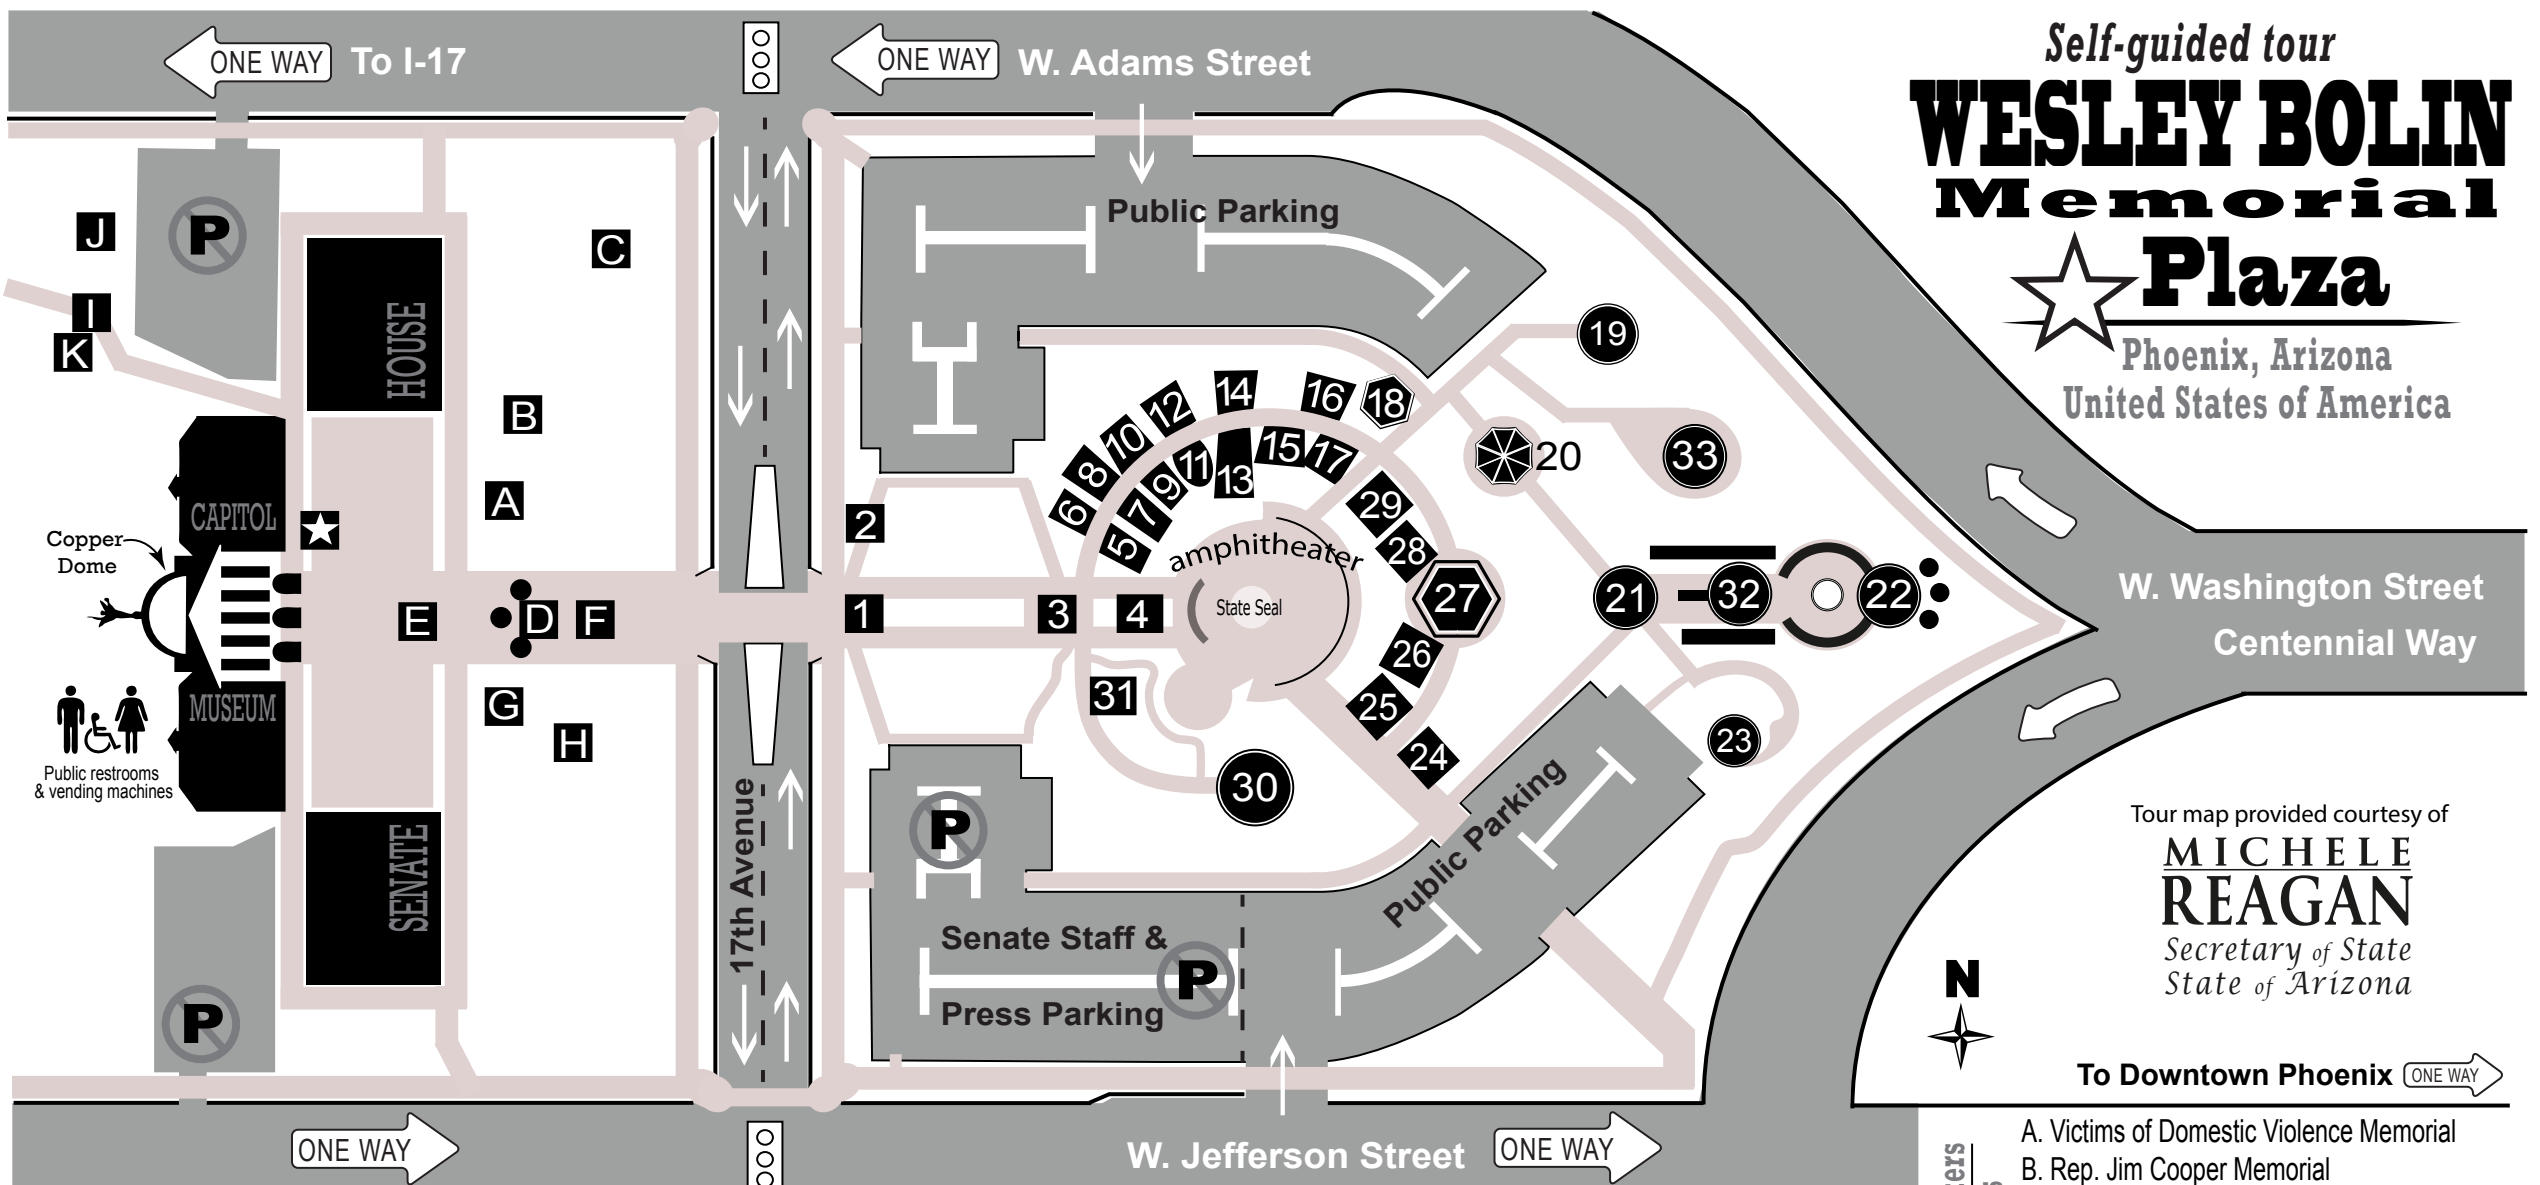 Self-guided tour
WESLEY BOLIN
Memorial
Plaza
Phoenix, Arizona
United States of America
ONE WAY
To I-17
ONE WAY
W. Adams Street
Public Parking
J
P
C
I
K
HOUSE
B
A
CAPITOL
Copper
Dome
E
D
F
G
H
MUSEUM
Public restrooms
& vending machines
SENATE
P
17th Avenue
1
2
3
4
5
6
7
8
9
10
11
12
13
14
15
16
17
18
19
20
33
29
28
27
26
25
24
21
32
22
23
31
30
amphitheater
State Seal
W. Washington Street
Centennial Way
P
Senate Staff &
Press Parking
P
Public Parking
Tour map provided courtesy of
MICHELE
REAGAN
Secretary of State
State of Arizona
N
To Downtown Phoenix
ONE WAY
ONE WAY
W. Jefferson Street
ONE WAY
A. Victims of Domestic Violence Memorial
B. Rep. Jim Cooper Memorial